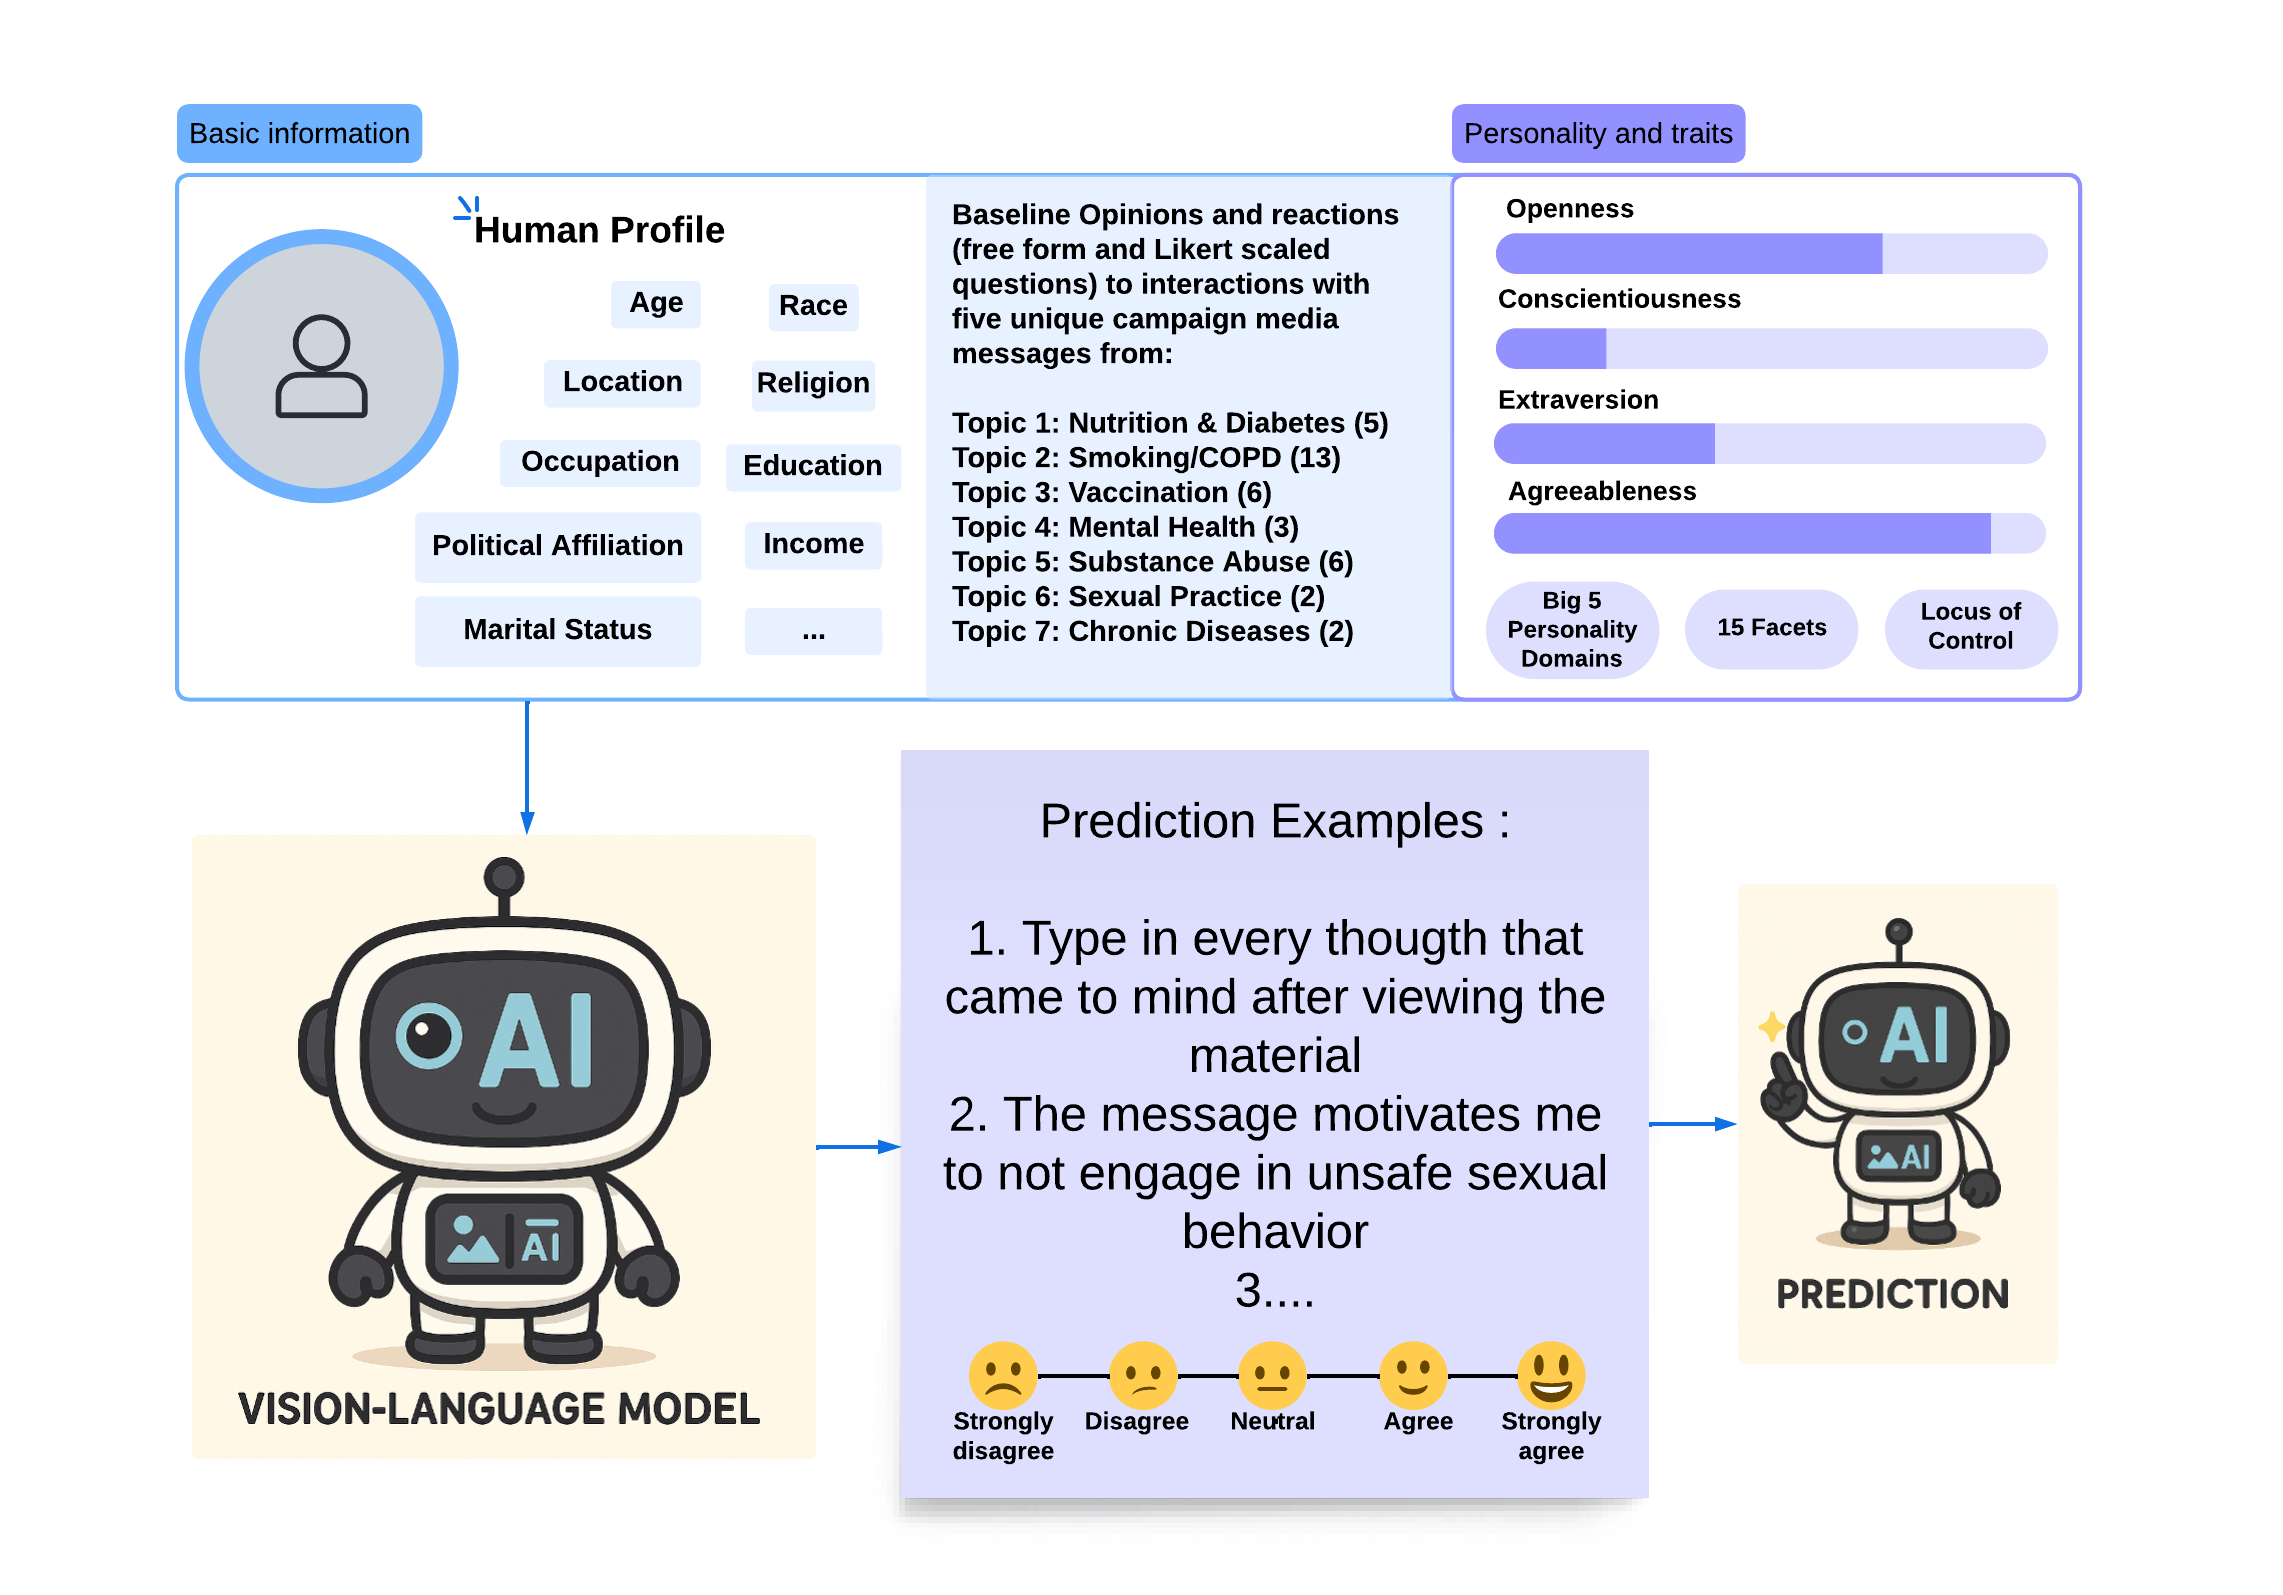 Basic information
Personality and traits
Human Profile
Age
Race
Location
Religion
Occupation
Education
Political Affiliation
Income
Marital Status
...
Baseline Opinions and reactions
(free form and Likert scaled
questions) to interactions with
five unique campaign media
messages from:
Topic 1: Nutrition & Diabetes (5)
Topic 2: Smoking/COPD (13)
Topic 3: Vaccination (6)
Topic 4: Mental Health (3)
Topic 5: Substance Abuse (6)
Topic 6: Sexual Practice (2)
Topic 7: Chronic Diseases (2)
Openness
Conscientiousness
Extraversion
Agreeableness
Big 5
Personality
Domains
15 Facets
Locus of
Control
AI
AI
VISION-LANGUAGE MODEL
Prediction Examples :
1. Type in every thougth that
came to mind after viewing the
material
2. The message motivates me
to not engage in unsafe sexual
behavior
3....
Strongly
disagree
Disagree
Neutral
Agree
Strongly
agree
AI
AI
PREDICTION